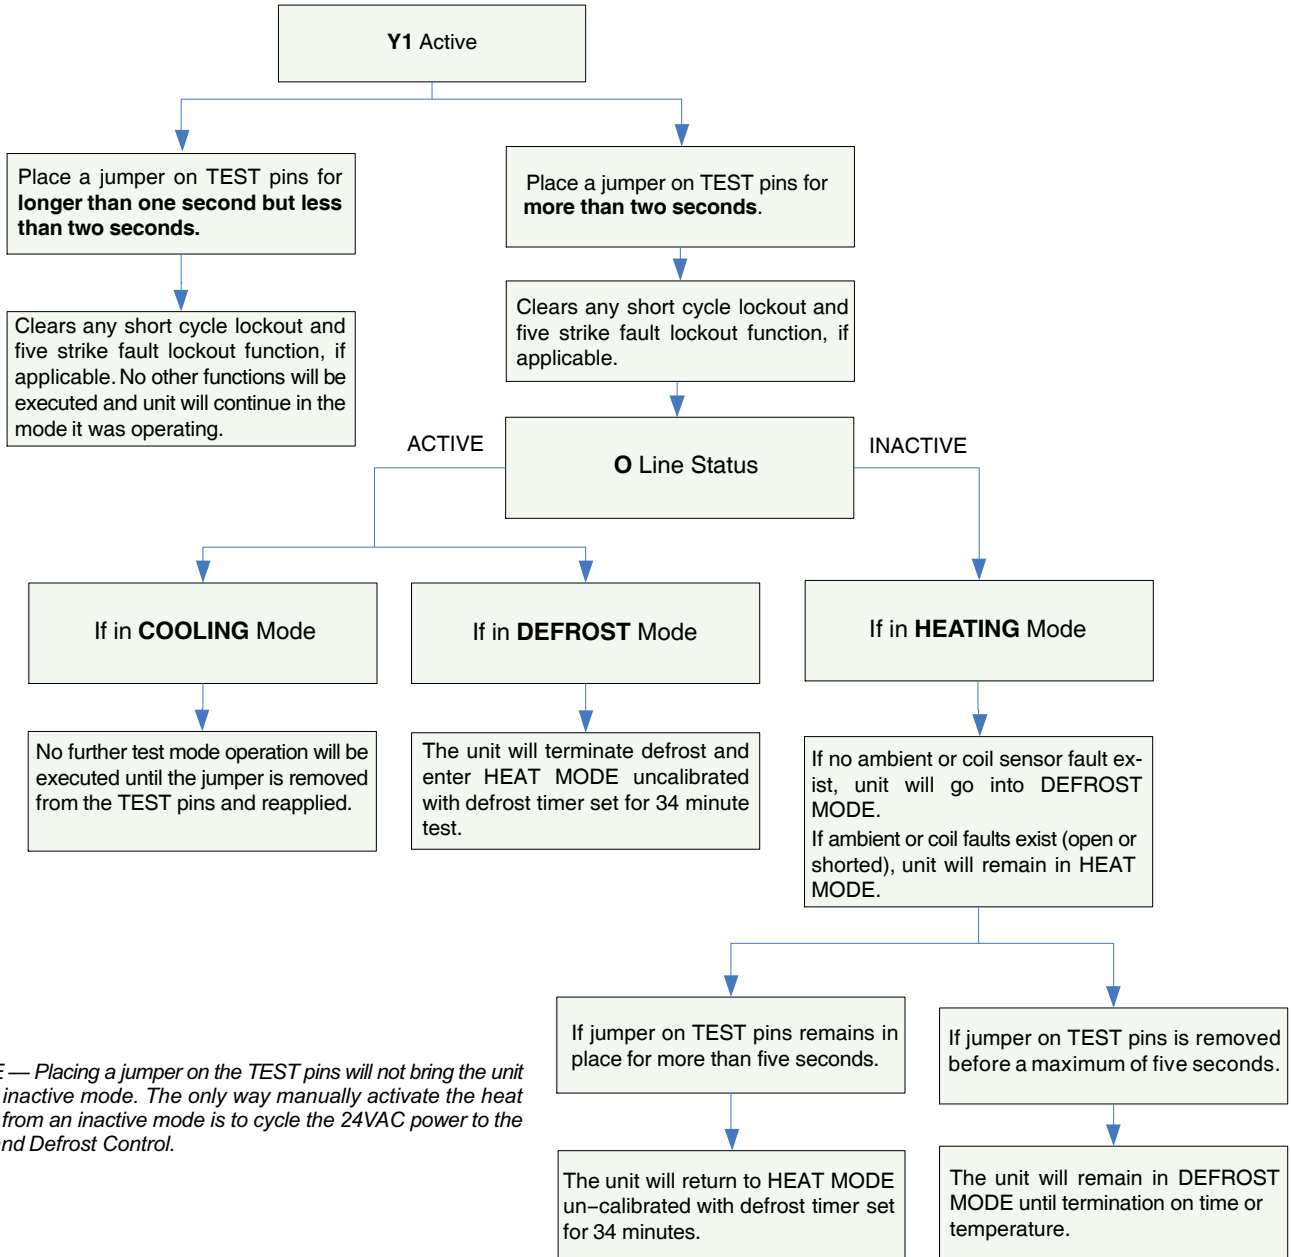 Y1 Active
Place a jumper on TEST pins for
longer than one second but less
than two seconds.
Place a jumper on TEST pins for
more than two seconds.
Clears any short cycle lockout and
five strike fault lockout function, if
applicable. No other functions will be
executed and unit will continue in the
mode it was operating.
Clears any short cycle lockout and
five strike fault lockout function, if
applicable.
ACTIVE
O Line Status
INACTIVE
If in COOLING Mode
If in DEFROST Mode
If in HEATING Mode
No further test mode operation will be
executed until the jumper is removed
from the TEST pins and reapplied.
The unit will terminate defrost and
enter HEAT MODE uncalibrated
with defrost timer set for 34 minute
test.
If no ambient or coil sensor fault ex-
ist, unit will go into DEFROST
MODE.
If ambient or coil faults exist (open or
shorted), unit will remain in HEAT
MODE.
If jumper on TEST pins remains in
place for more than five seconds.
If jumper on TEST pins is removed
before a maximum of five seconds.
E — Placing a jumper on the TEST pins will not bring the unit
inactive mode. The only way manually activate the heat
from an inactive mode is to cycle the 24VAC power to the
nd Defrost Control.
The unit will return to HEAT MODE
un−calibrated with defrost timer set
for 34 minutes.
The unit will remain in DEFROST
MODE until termination on time or
temperature.